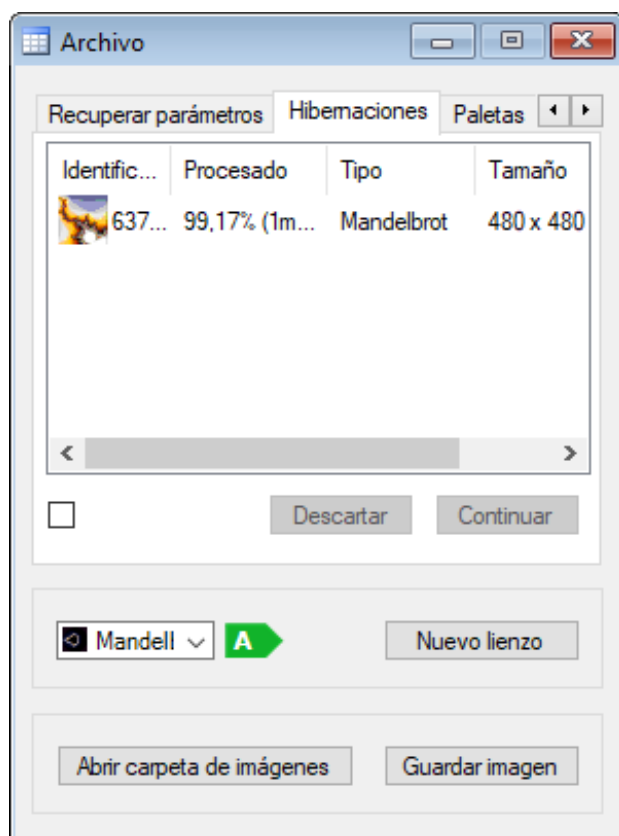 Archivo
Recuperar parámetros Hibernaciones Paletas
Identific... Procesado Tipo Tamaño
637... 99,17% (1m... Mandelbrot 480 x 480
Descartar Continuar
Mandell A Nuevo lienzo
Abrir carpeta de imágenes Guardar imagen